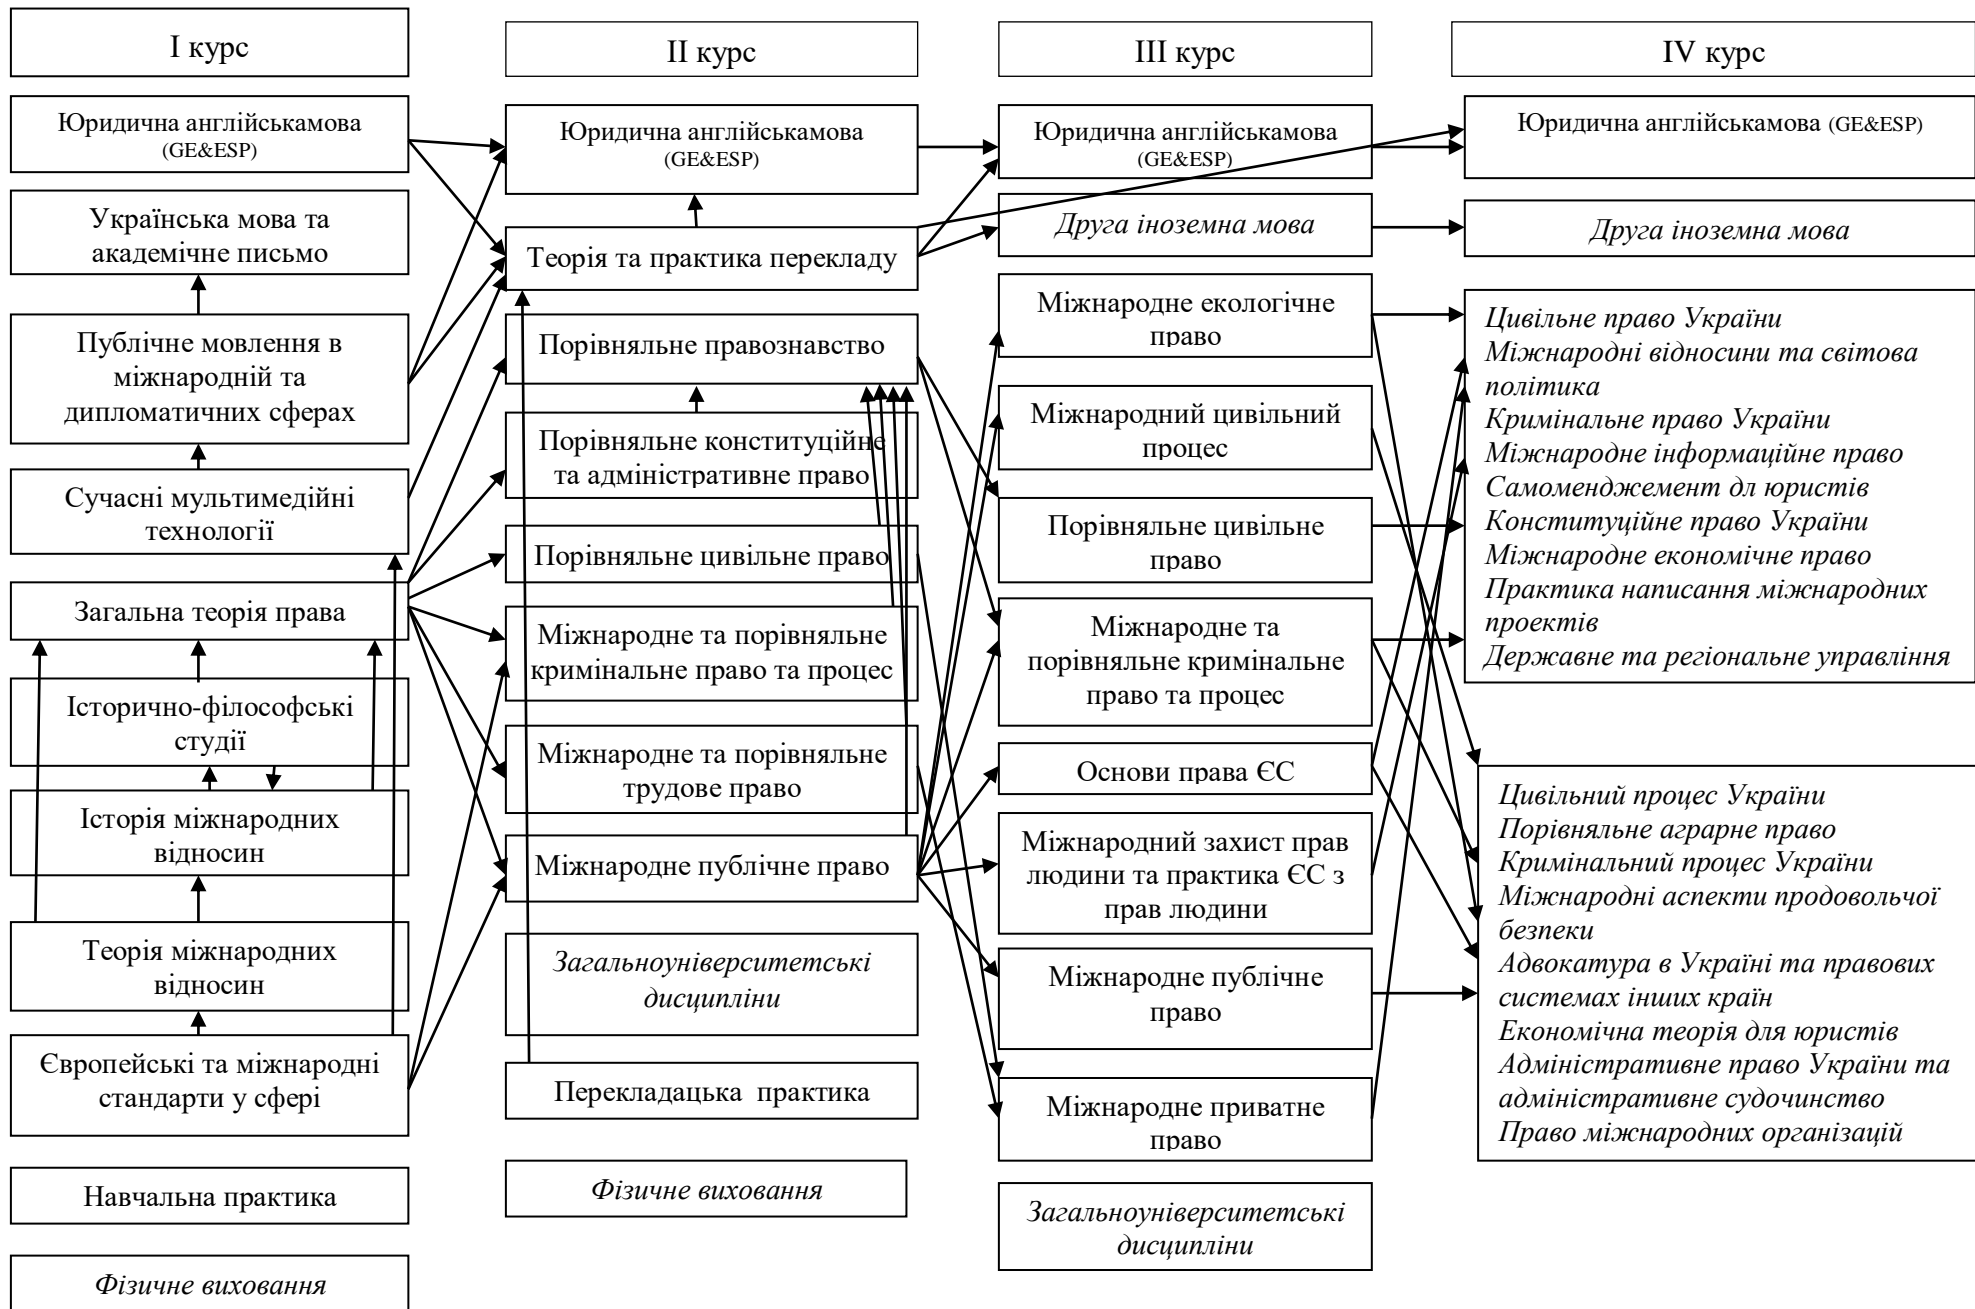 І курс
Юридична англійськамова
(GE&ESP)
Українська мова та
академічне письмо
Публічне мовлення в
міжнародній та
дипломатичних сферах
Сучасні мультимедійні
технології
Загальна теорія права
Історично-філософські
студії
Історія міжнародних
відносин
Теорія міжнародних
відносин
Європейські та міжнародні
стандарти у сфері
Навчальна практика
Фізичне виховання
ІІ курс
Юридична англійськамова
(GE&ESP)
Теорія та практика перекладу
Порівняльне правознавство
Порівняльне конституційне
та адміністративне право
Порівняльне цивільне право
Міжнародне та порівняльне
кримінальне право та процес
Міжнародне та порівняльне
трудове право
Міжнародне публічне право
Загальноуніверситетські
дисципліни
Перекладацька практика
Фізичне виховання
ІІІ курс
Юридична англійськамова
(GE&ESP)
Друга іноземна мова
Міжнародне екологічне
право
Міжнародний цивільний
процес
Порівняльне цивільне
право
Міжнародне та
порівняльне кримінальне
право та процес
Основи права ЄС
Міжнародний захист прав
людини та практика ЄС з
прав людини
Міжнародне публічне
право
Міжнародне приватне
право
Загальноуніверситетські
дисципліни
IV курс
Юридична англійськамова (GE&ESP)
Друга іноземна мова
Цивільне право України
Міжнародні відносини та світова
політика
Кримінальне право України
Міжнародне інформаційне право
Самоменджемент дл юристів
Конституційне право України
Міжнародне економічне право
Практика написання міжнародних
проектів
Державне та регіональне управління
Цивільний процес України
Порівняльне аграрне право
Кримінальний процес України
Міжнародні аспекти продовольчої
безпеки
Адвокатура в Україні та правових
системах інших країн
Економічна теорія для юристів
Адміністративне право України та
адміністративне судочинство
Право міжнародних організацій